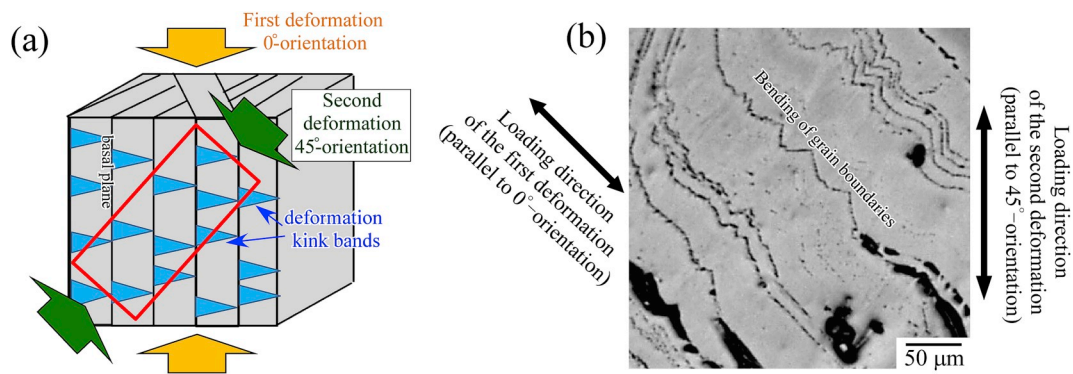 (a)
First deformation
0°-orientation
Second
deformation
45°-orientation
basal plane
deformation
kink bands
(b)
Loading direction
of the first deformation
(parallel to 0°-orientation)
Bending of grain boundaries
50 μm
Loading direction
of the second deformation
(parallel to 45°-orientation)